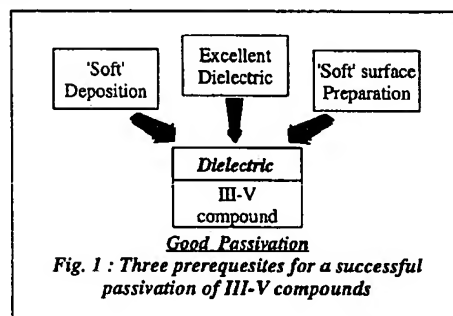 'Soft'
Deposition
Excellent
Dielectric
'Soft' surface
Preparation
Dielectric
III-V
compound
Good Passivation
Fig. 1 : Three prerequesites for a successful
passivation of III-V compounds